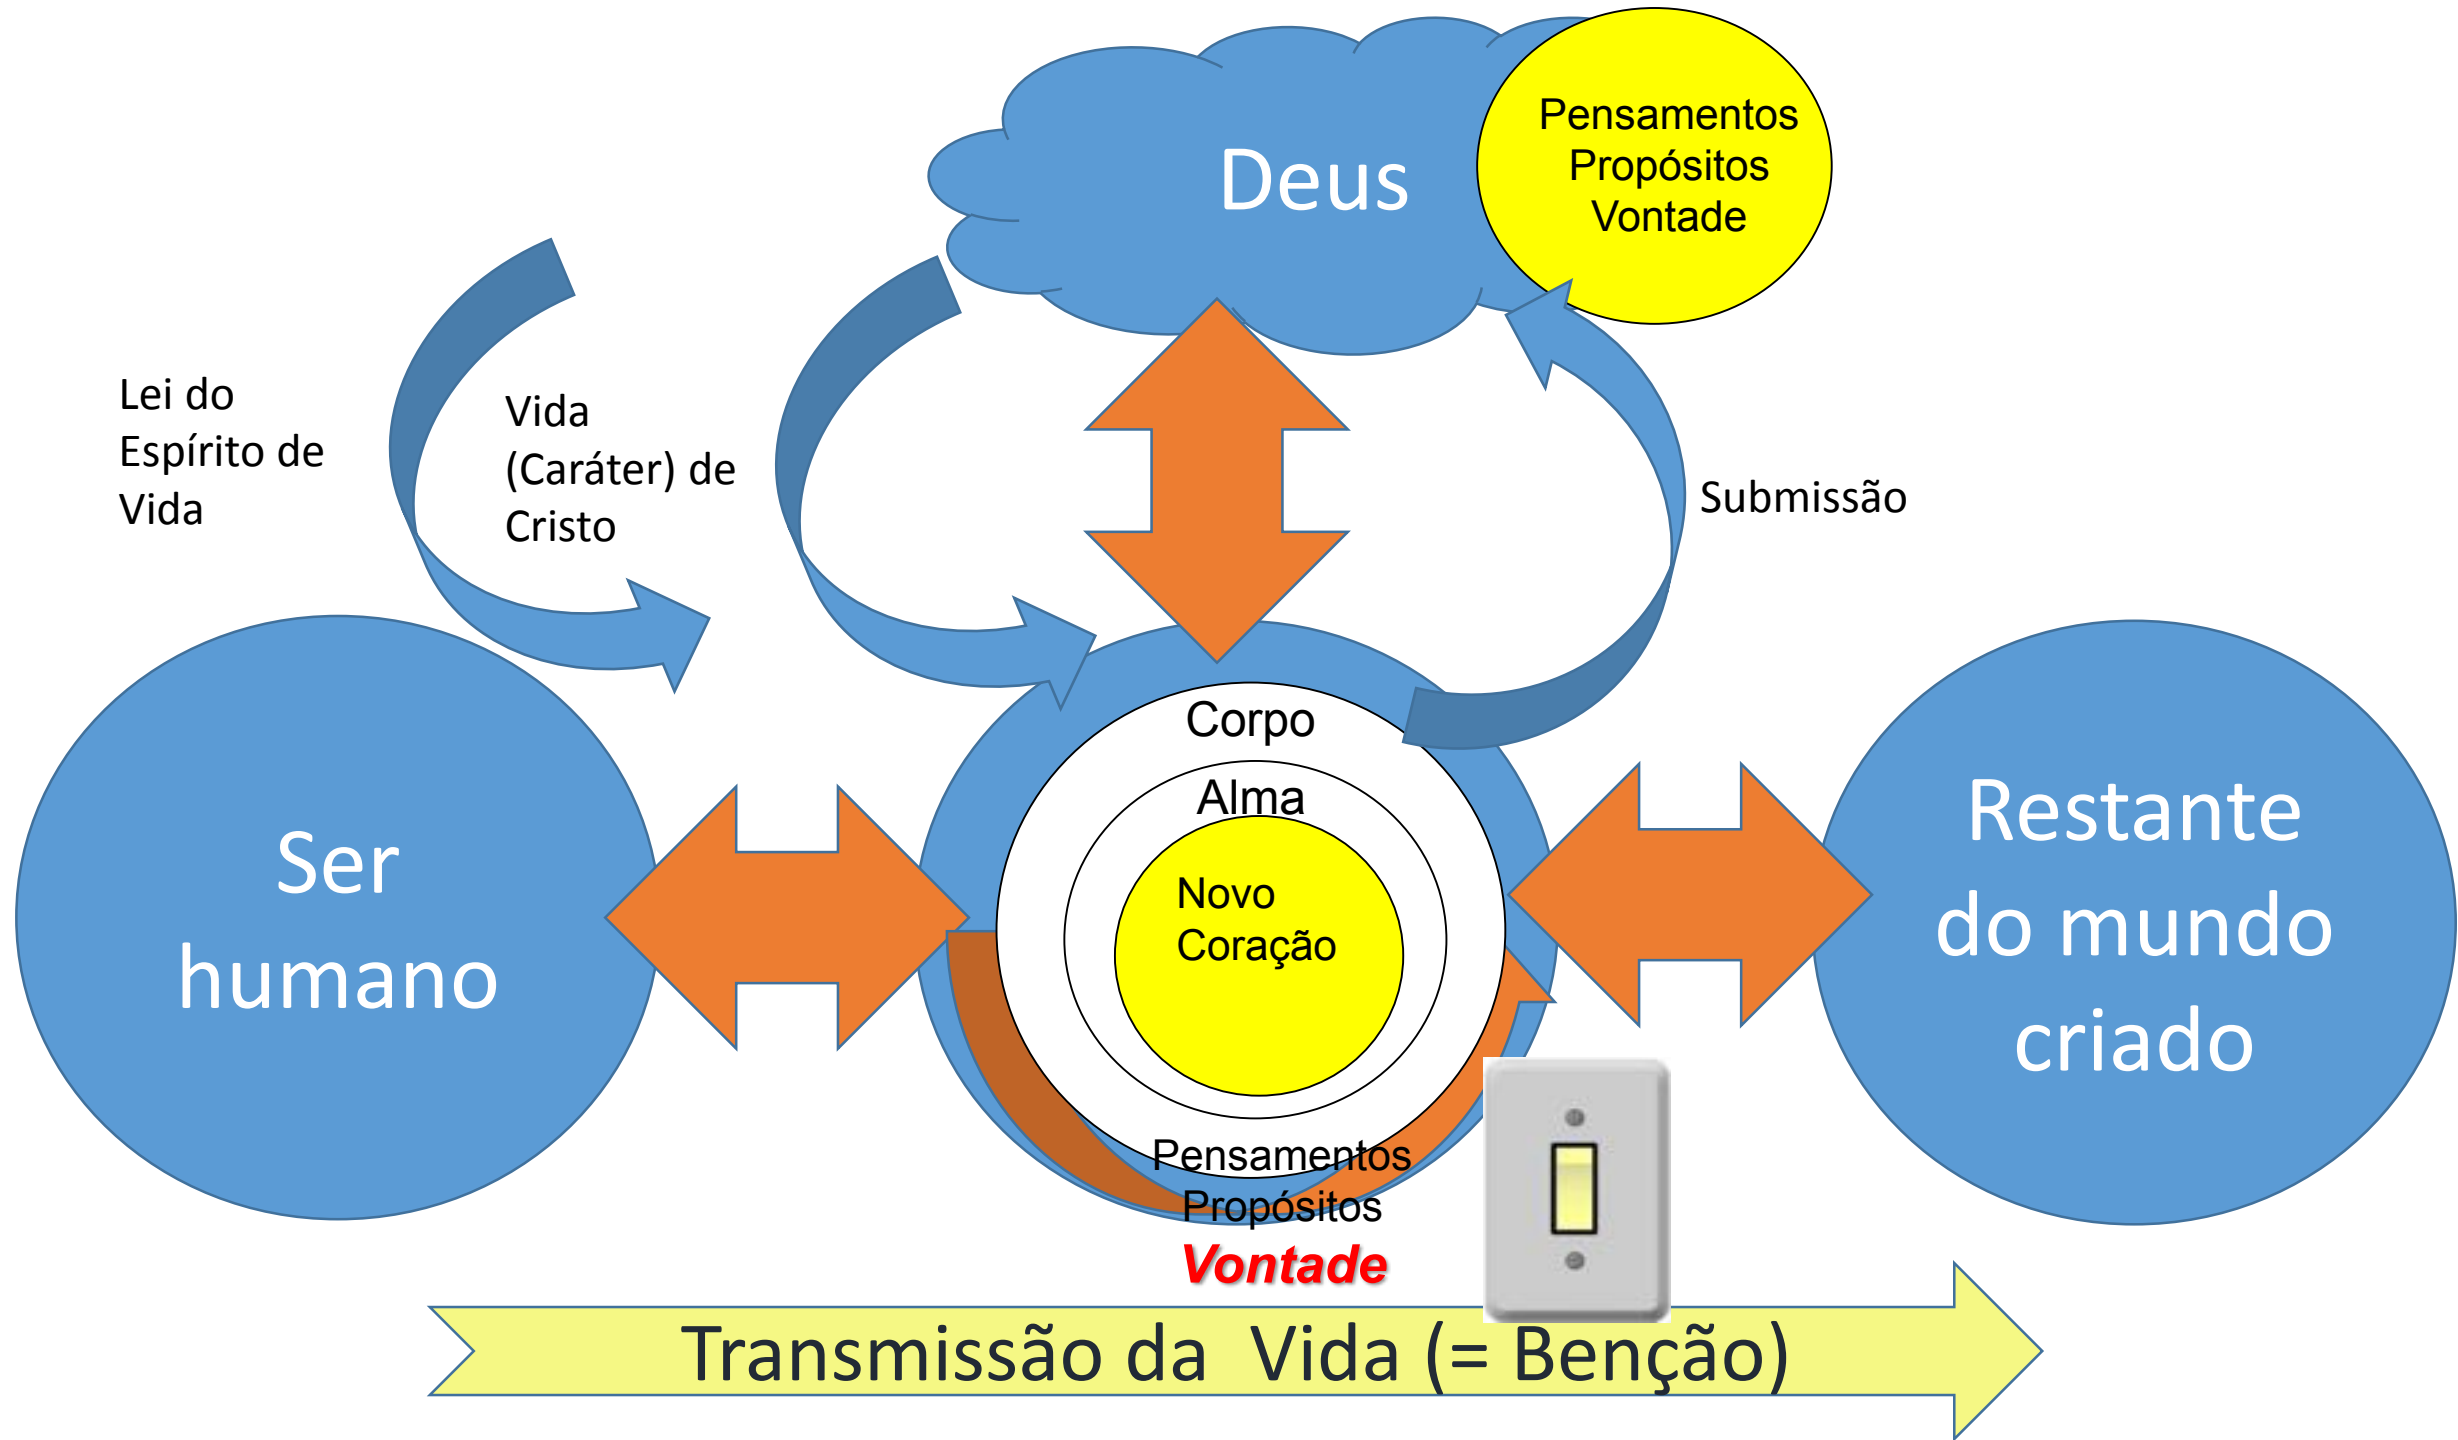 Deus
Pensamentos
Propósitos
Vontade
Lei do
Espírito de
Vida
Vida
(Caráter) de
Cristo
Submissão
Ser
humano
Corpo
Alma
Novo
Coração
Pensamentos
Propósitos
Vontade
Restante
do mundo
criado
Transmissão da  Vida (= Benção)